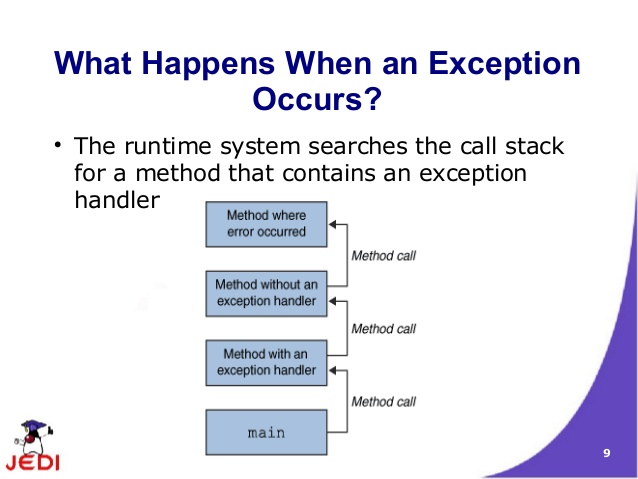 What Happens When an Exception
Occurs?
• The runtime system searches the call stack
for a method that contains an exception
handler
Method where
error occurred
Method call
Method without an
exception handler
Method call
Method with an
exception handler
Method call
main
JEDI
9